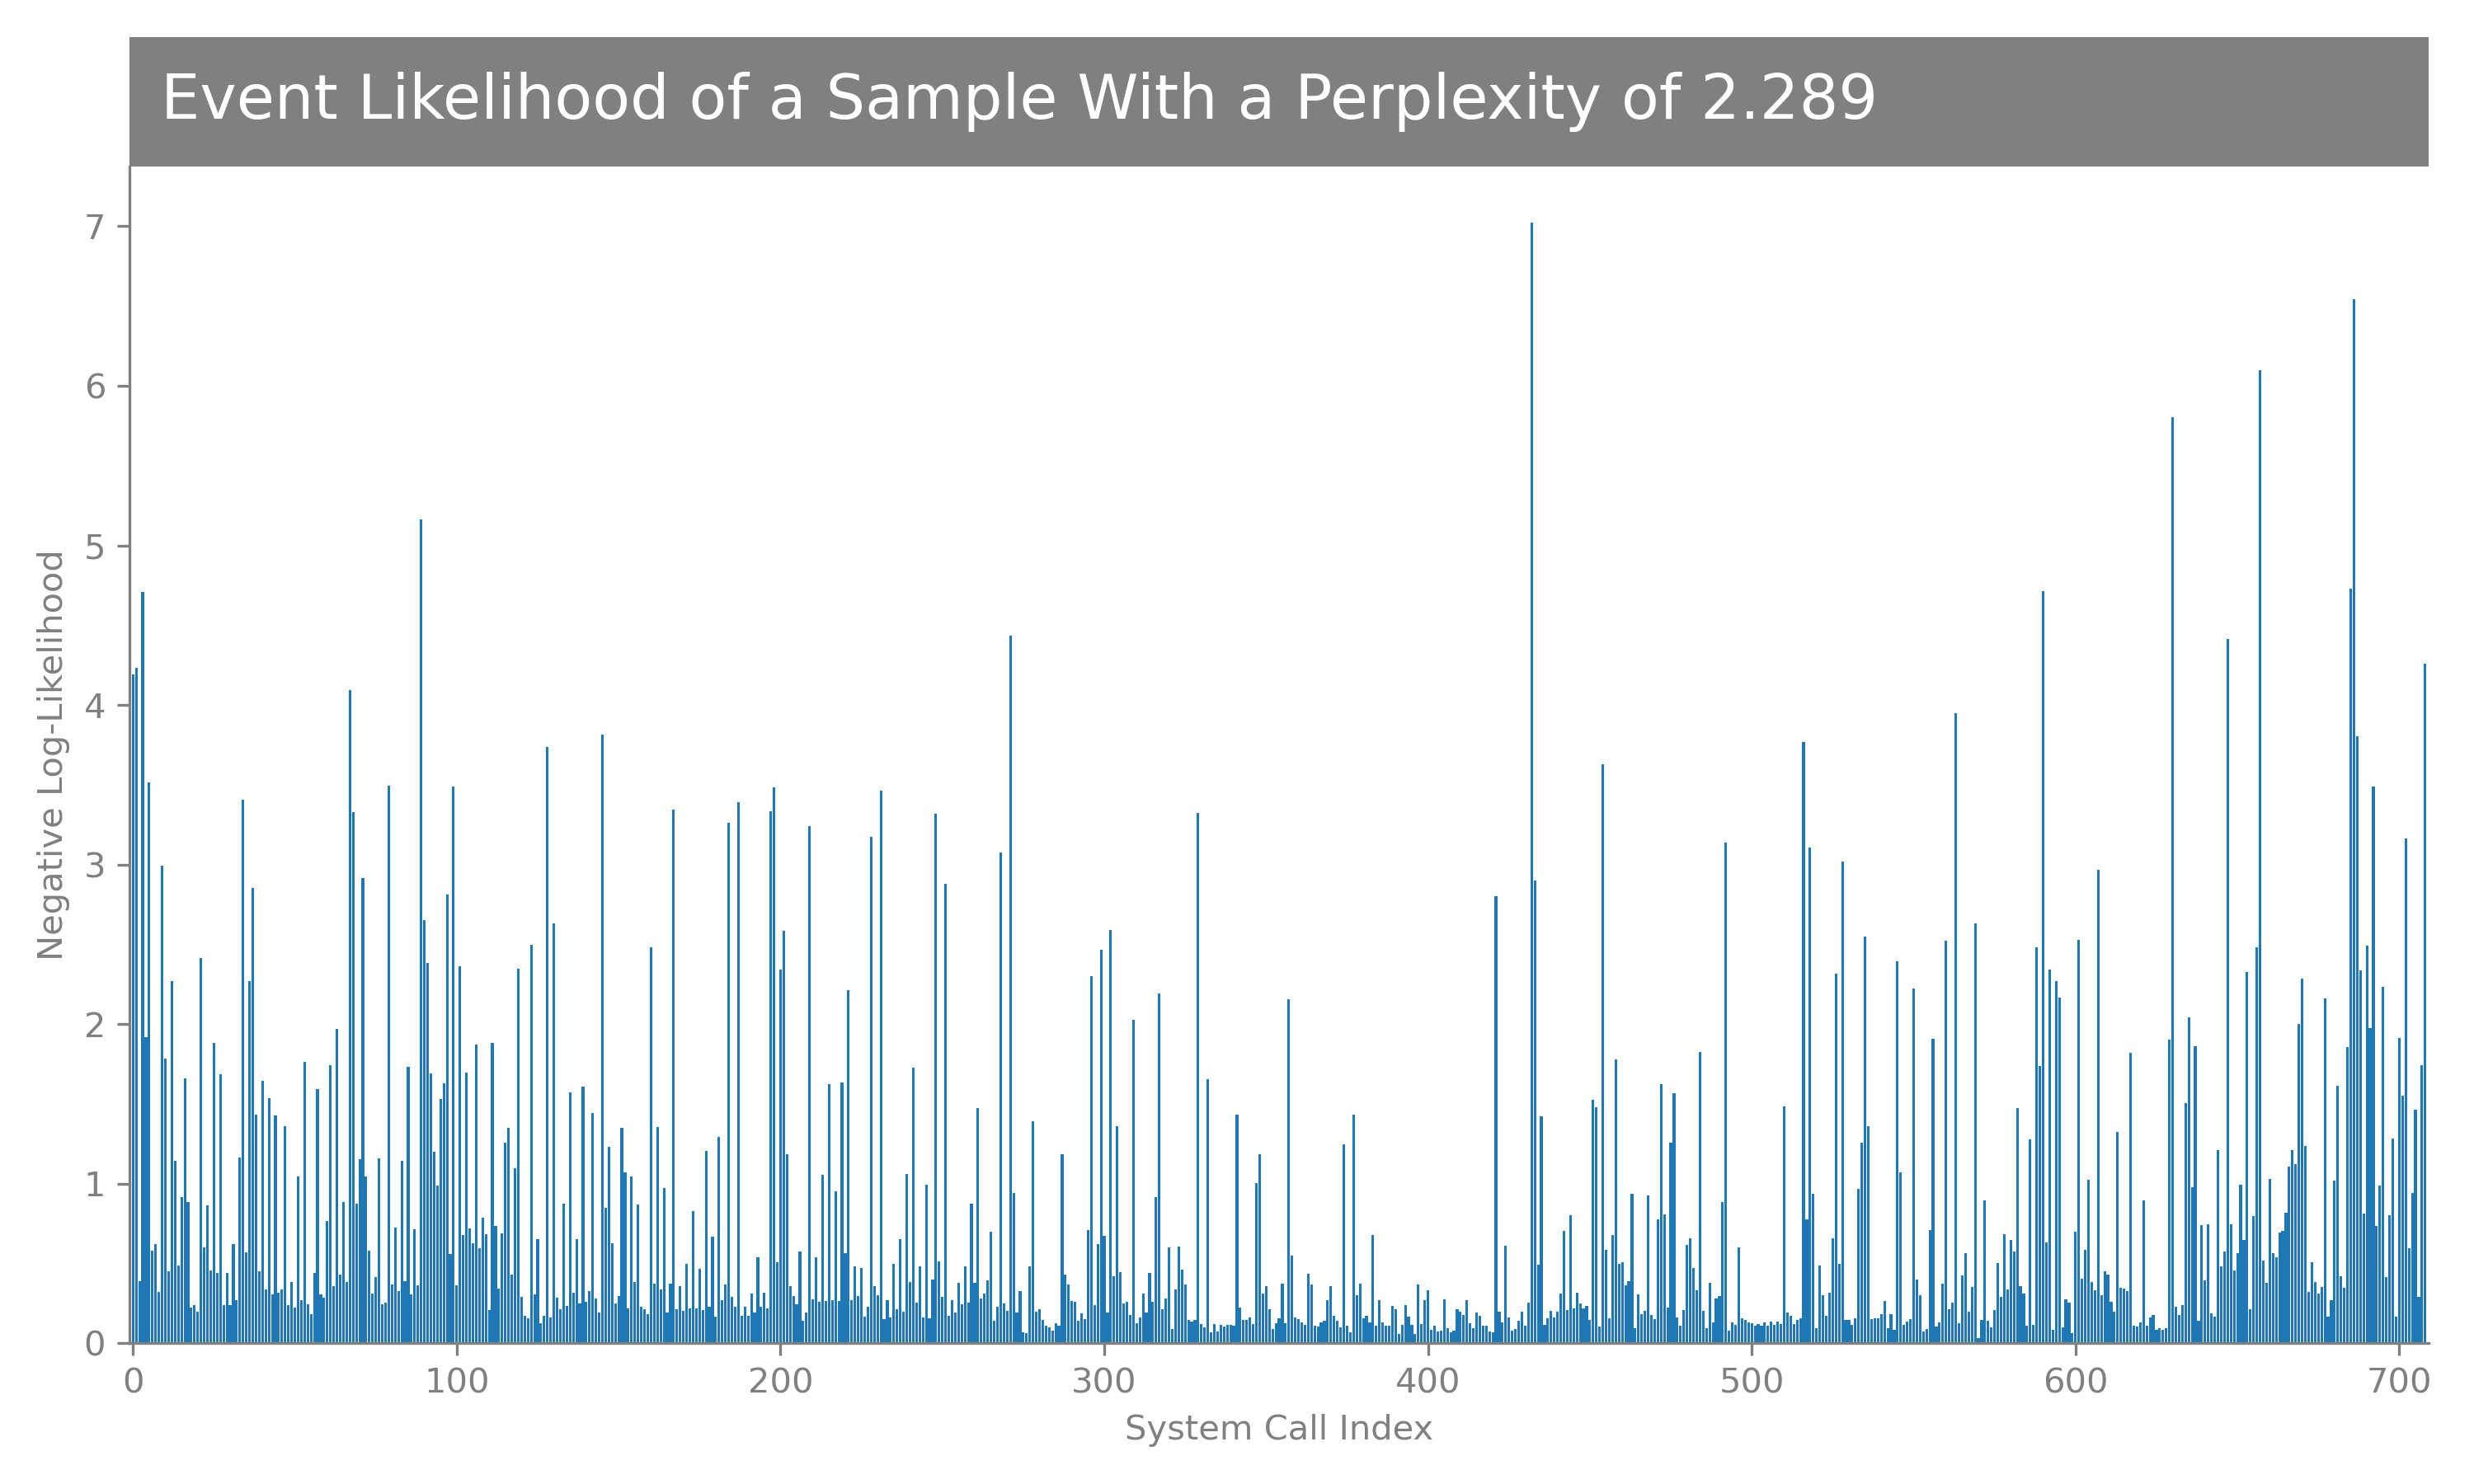 Event Likelihood of a Sample With a Perplexity of 2.289
7
6
5
4
3
2
1
0
Negative Log-Likelihood
0 100 200 300 400 500 600 700
System Call Index